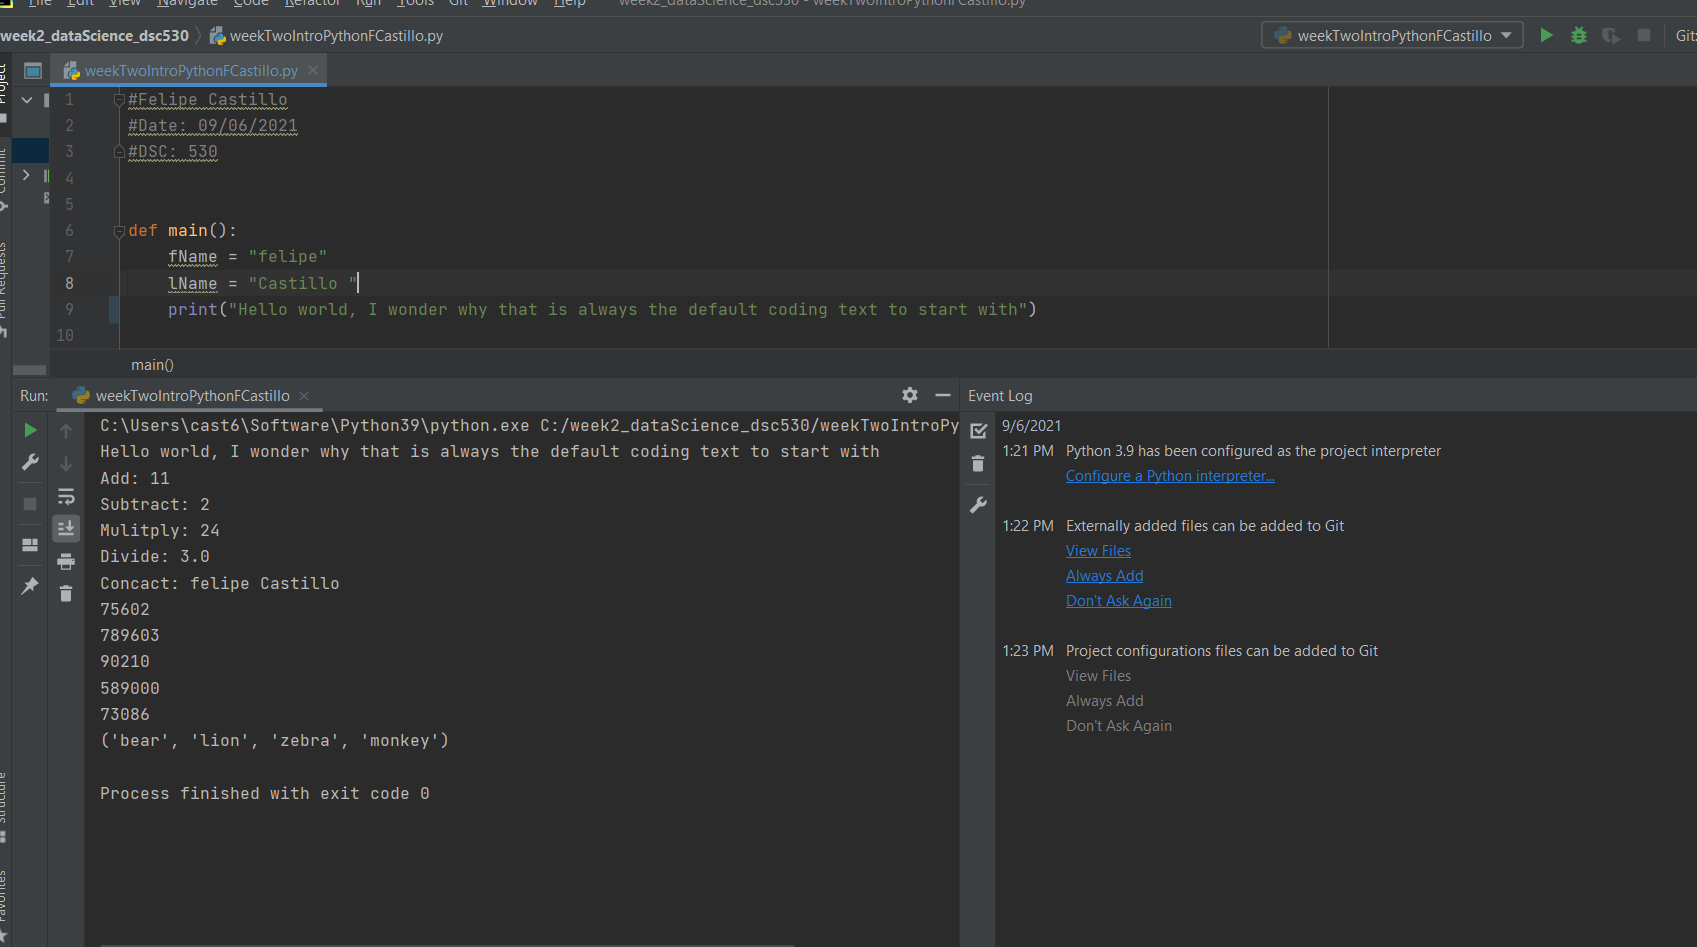 File Edit View Navigate Code Refactor Run Tools Git Window Help week2_dataScience_dsc530 - weekTwoIntroPythonFCastillo.py
week2_dataScience_dsc530 weekTwoIntroPythonFCastillo.py weekTwoIntroPythonFCastillo Git:
weekTwoIntroPythonFCastillo.py
Project
Commit
Pull Requests
1 #Felipe Castillo
2 #Date: 09/06/2021
3 #DSC: 530
4
5
6 def main():
7 fName = "felipe"
8 lName = "Castillo "
9 print("Hello world, I wonder why that is always the default coding text to start with")
10
main()
Run: weekTwoIntroPythonFCastillo
C:\Users\cast6\Software\Python39\python.exe C:/week2_dataScience_dsc530/weekTwoIntroPy
Hello world, I wonder why that is always the default coding text to start with
Add: 11
Subtract: 2
Mulitply: 24
Divide: 3.0
Concact: felipe Castillo
75602
789603
90210
589000
73086
('bear', 'lion', 'zebra', 'monkey')
Process finished with exit code 0
Structure
Favorites
Event Log
9/6/2021
1:21 PM Python 3.9 has been configured as the project interpreter
Configure a Python interpreter...
1:22 PM Externally added files can be added to Git
View Files
Always Add
Don't Ask Again
1:23 PM Project configurations files can be added to Git
View Files
Always Add
Don't Ask Again